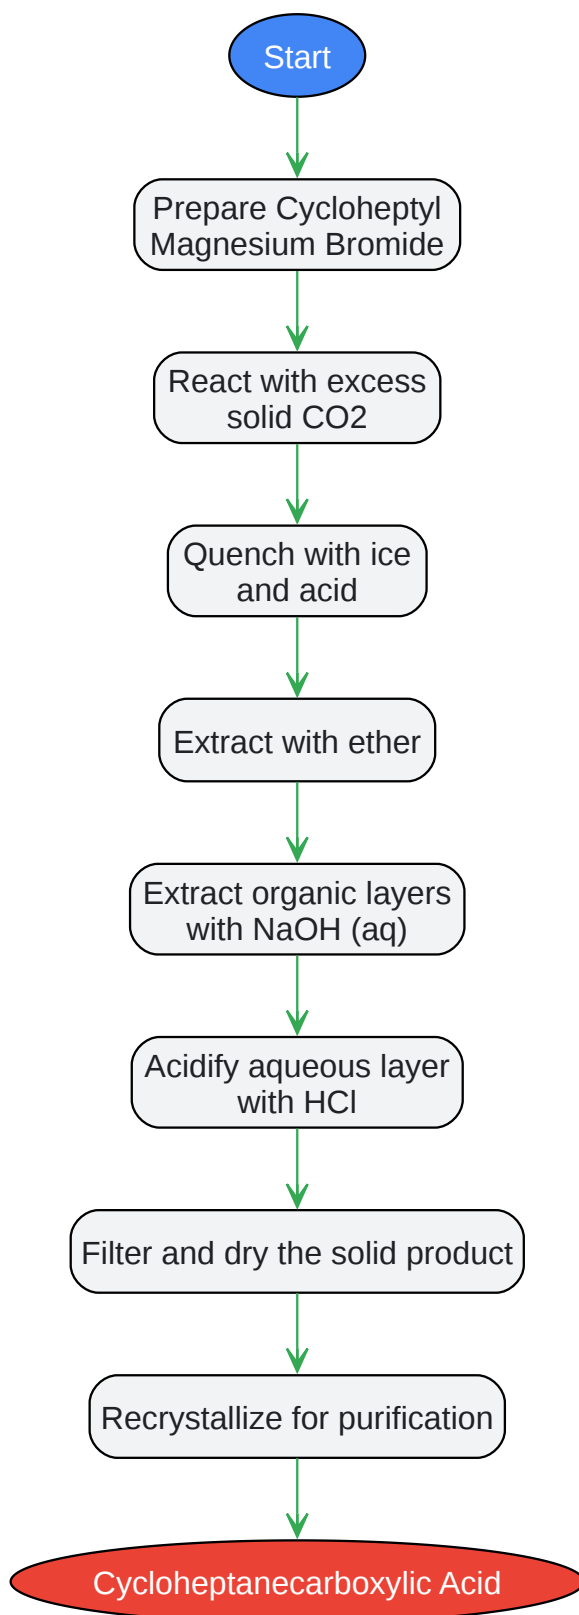 Start
Prepare Cycloheptyl
Magnesium Bromide
React with excess
solid CO2
Quench with ice
and acid
Extract with ether
Extract organic layers
with NaOH (aq)
Acidify aqueous layer
with HCl
Filter and dry the solid product
Recrystallize for purification
Cycloheptanecarboxylic Acid